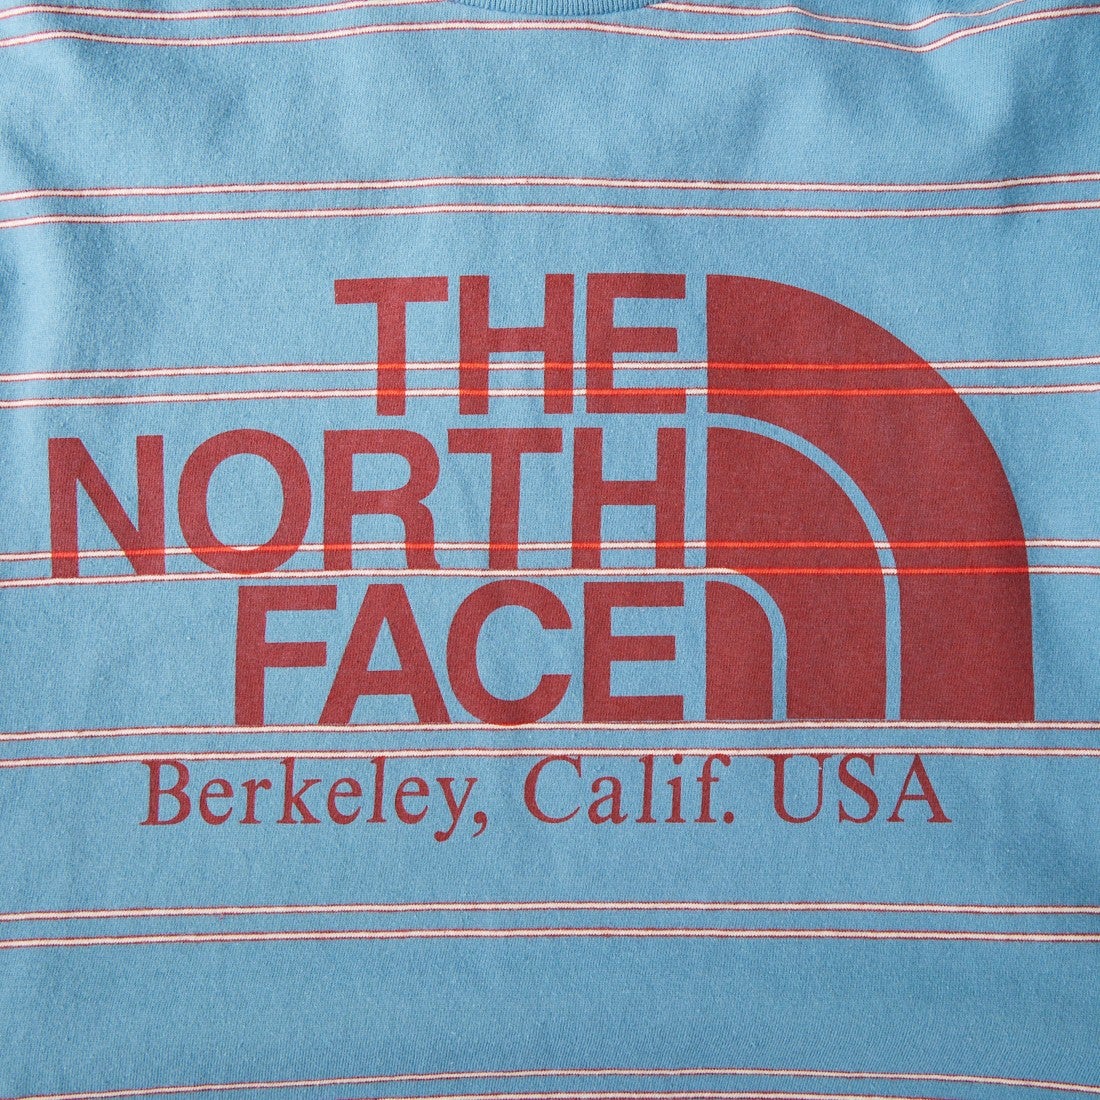 THE
NORTH
FACE
Berkeley, Calif. USA